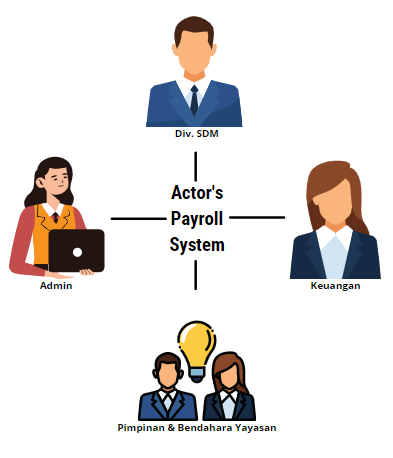 Div. SDM
Actor's
Payroll
System
Admin
Keuangan
Pimpinan & Bendahara Yayasan